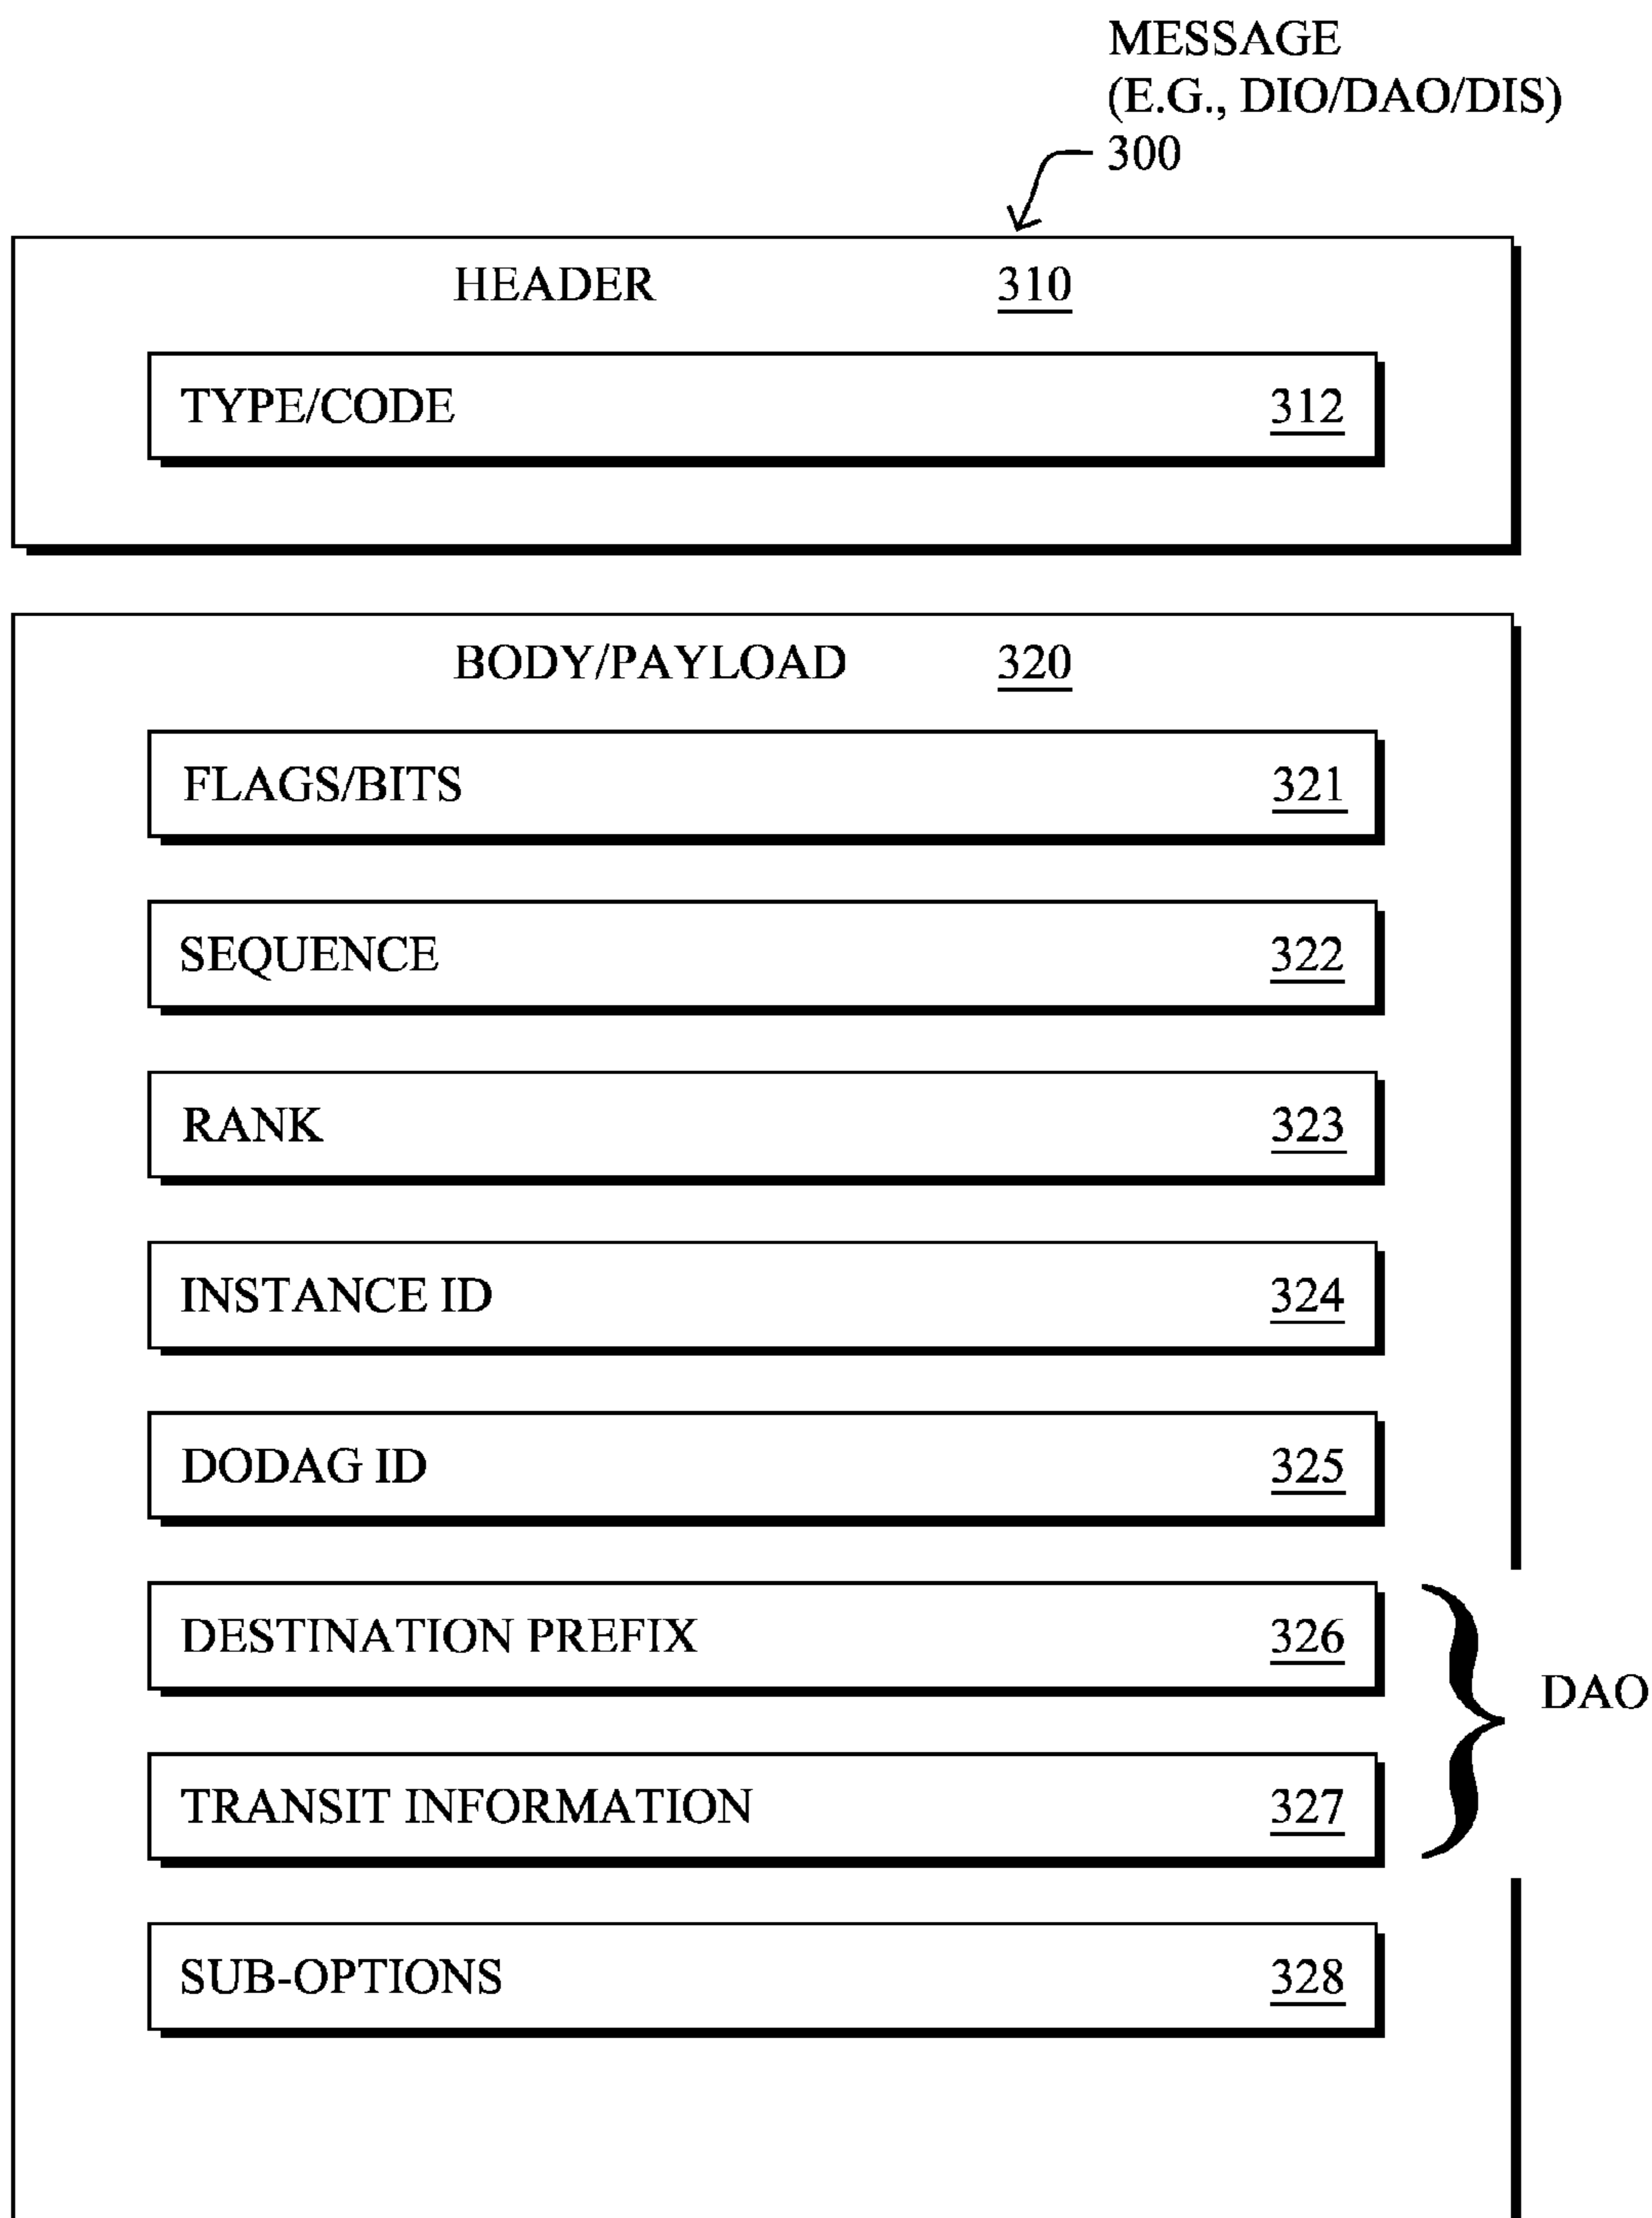 MESSAGE
(E.G., DIO/DAO/DIS)
300
HEADER 310
TYPE/CODE 312
BODY/PAYLOAD 320
FLAGS/BITS 321
SEQUENCE 322
RANK 323
INSTANCE ID 324
DODAG ID 325
DESTINATION PREFIX 326
DAO
TRANSIT INFORMATION 327
SUB-OPTIONS 328